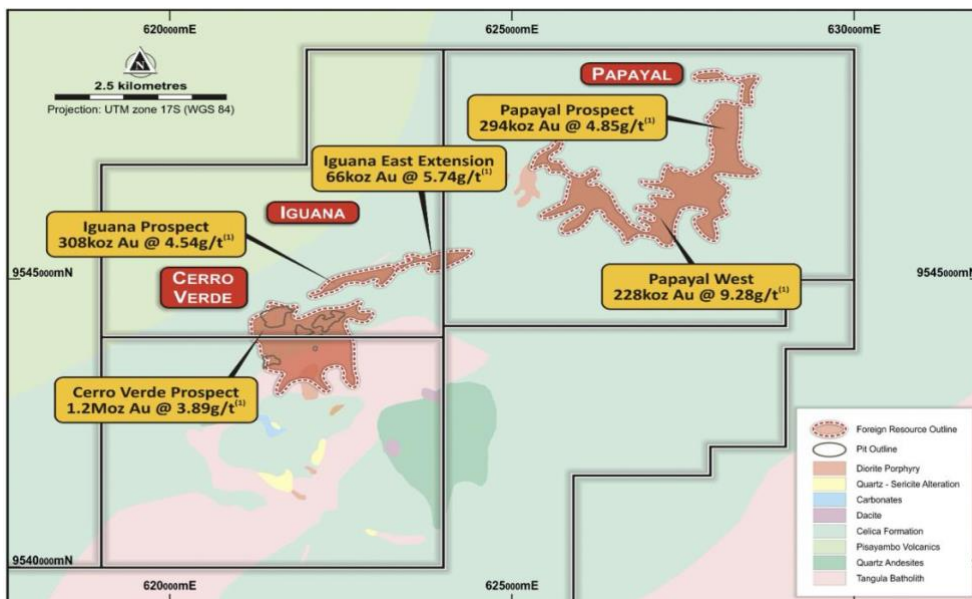 620000mE
625000mE
630000mE
N
2.5 kilometres
Projection: UTM zone 17S (WGS 84)
PAPAYAL
Papayal Prospect
294koz Au @ 4.85g/t(1)
Iguana East Extension
66koz Au @ 5.74g/t(1)
IGUANA
Iguana Prospect
308koz Au @ 4.54g/t(1)
9545000mN
9545000mN
CERRO
VERDE
Papayal West
228koz Au @ 9.28g/t(1)
Cerro Verde Prospect
1.2Moz Au @ 3.89g/t(1)
Foreign Resource Outline
Pit Outline
Diorite Porphyry
Quartz - Sericite Alteration
Carbonates
Dacite
Celica Formation
Pisayambo Volcanics
Quartz Andesites
Tangula Batholith
9540000mN
620000mE
625000mE